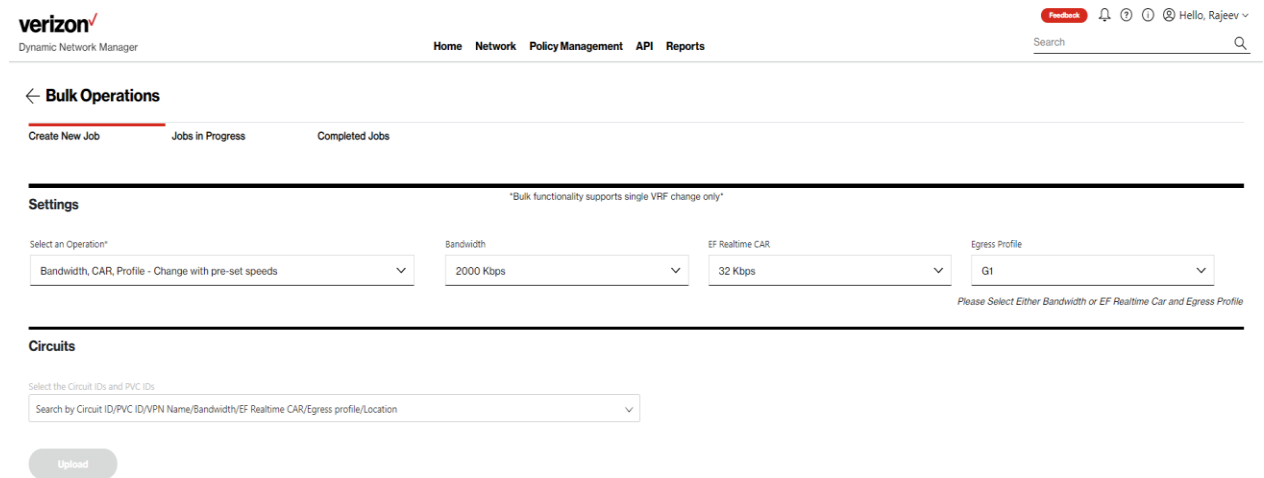 verizon✓
Feedback Hello, Rajeev
Dynamic Network Manager
Home Network Policy Management API Reports
Search
← Bulk Operations
Create New Job Jobs in Progress Completed Jobs
*Bulk functionality supports single VRF change only*
Settings
Select an Operation* Bandwidth EF Realtime CAR Egress Profile
Bandwidth, CAR, Profile - Change with pre-set speeds 2000 Kbps 32 Kbps G1
Please Select Either Bandwidth or EF Realtime Car and Egress Profile
Circuits
Select the Circuit IDs and PVC IDs
Search by Circuit ID/PVC ID/VPN Name/Bandwidth/EF Realtime CAR/Egress profile/Location
Upload